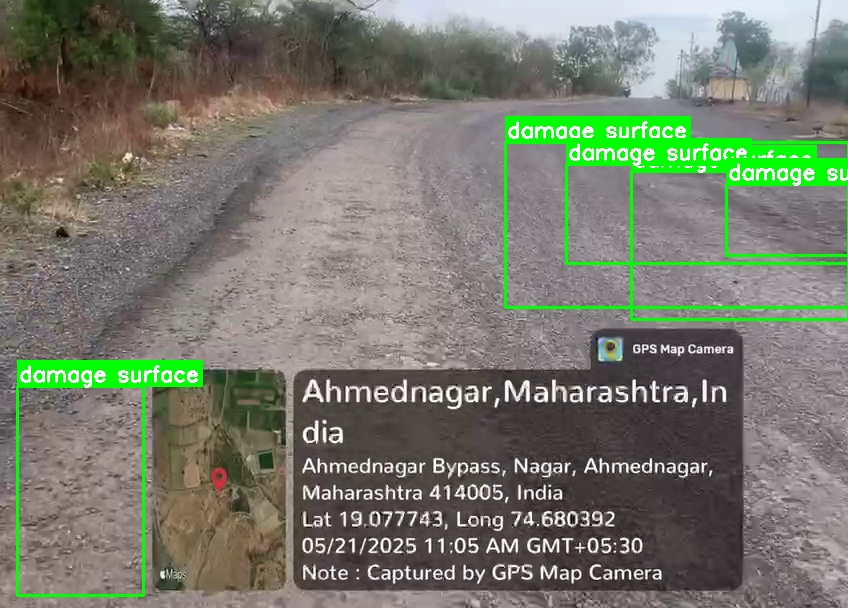 damage surface
damage surface
damage surface
damage su
GPS Map Camera
damage surface
Ahmednagar,Maharashtra,In
dia
Ahmednagar Bypass, Nagar, Ahmednagar,
Maharashtra 414005, India
Lat 19.077743, Long 74.680392
05/21/2025 11:05 AM GMT+05:30
Note : Captured by GPS Map Camera
Maps